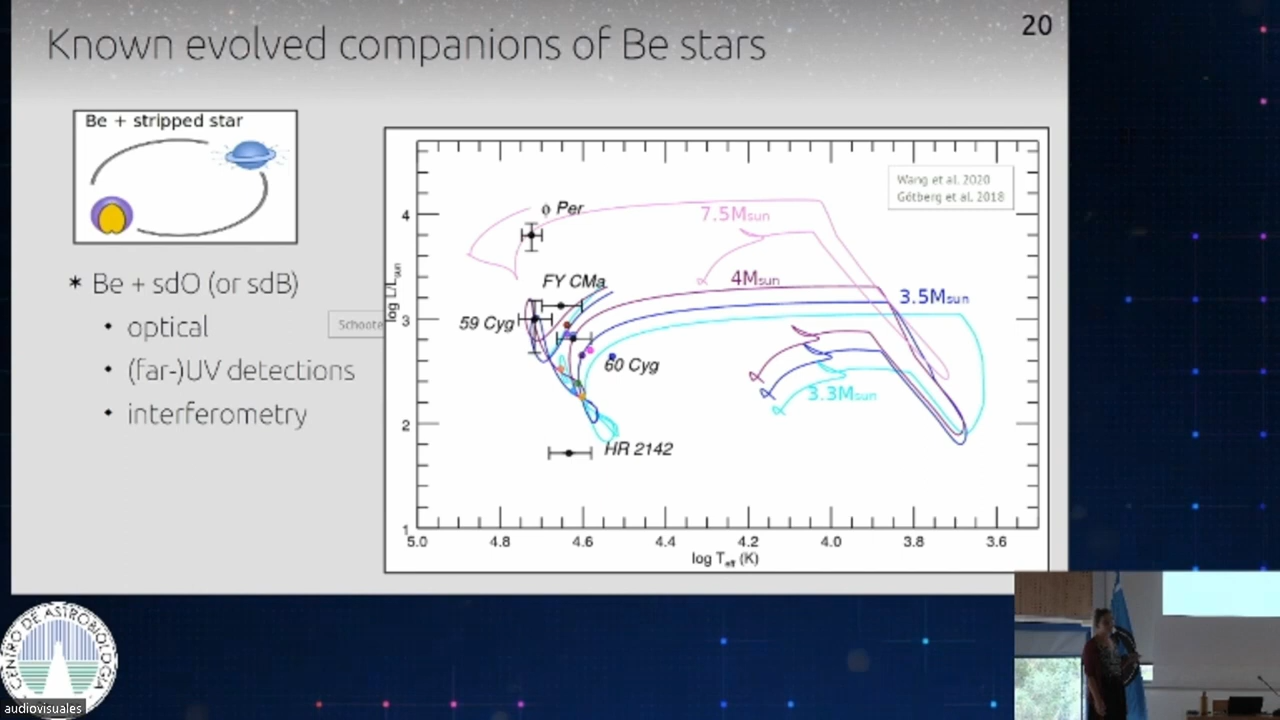 Known evolved companions of Be stars
20
Be + stripped star
* Be + sdO (or sdB)
• optical
• (far-)UV detections
• interferometry
Schoote
Wang et al. 2020
Götberg et al. 2018
ϕ Per
7.5Msun
FY CMa
4Msun
3.5Msun
59 Cyg
60 Cyg
3.3Msun
HR 2142
log L/Lsun
4
3
2
1
5.0 4.8 4.6 4.4 4.2 4.0 3.8 3.6
log Teff (K)
CENTRO DE ASTROBIOLOGÍA
audiovisuales